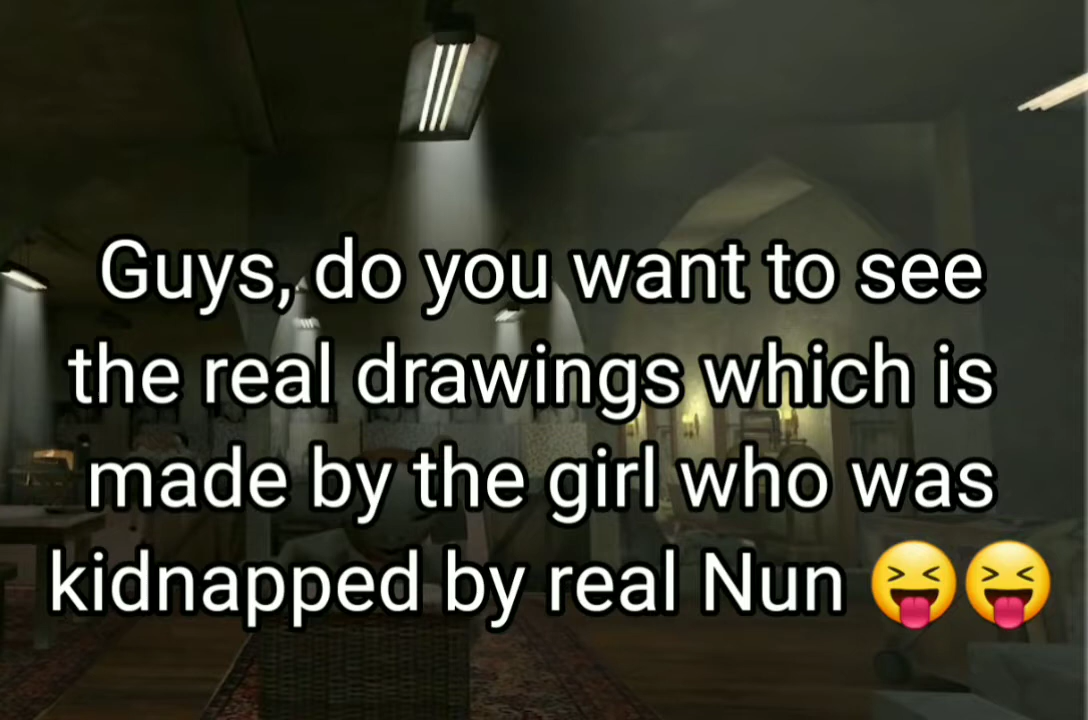 Guys, do you want to see
the real drawings which is
made by the girl who was
kidnapped by real Nun 😝😝